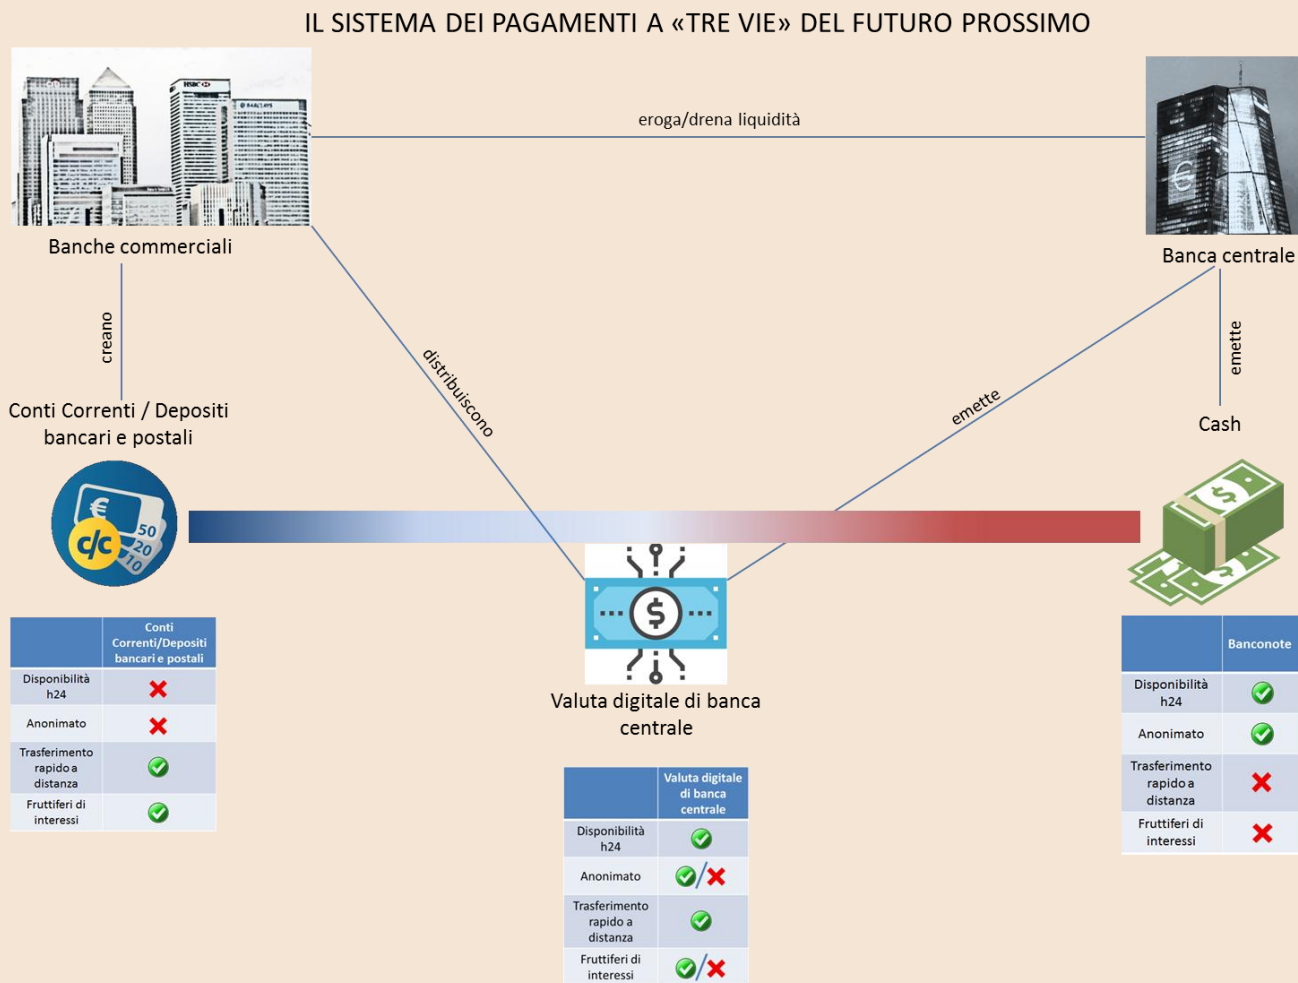 IL SISTEMA DEI PAGAMENTI A «TRE VIE» DEL FUTURO PROSSIMO
HSBC
BARCLAYS
eroga/drena liquidità
€
Banche commerciali
Banca centrale
creano
distribuiscono
emette
emette
Conti Correnti / Depositi
bancari e postali
Cash
€
50
20
10
c/c
$
$
$
Valuta digitale di banca
centrale
Conti
Correnti/Depositi
bancari e postali
Disponibilità
h24
Anonimato
Trasferimento
rapido a
distanza
Fruttiferi di
interessi
Valuta digitale
di banca
centrale
Disponibilità
h24
Anonimato
/
Trasferimento
rapido a
distanza
Fruttiferi di
interessi
/
Banconote
Disponibilità
h24
Anonimato
Trasferimento
rapido a
distanza
Fruttiferi di
interessi